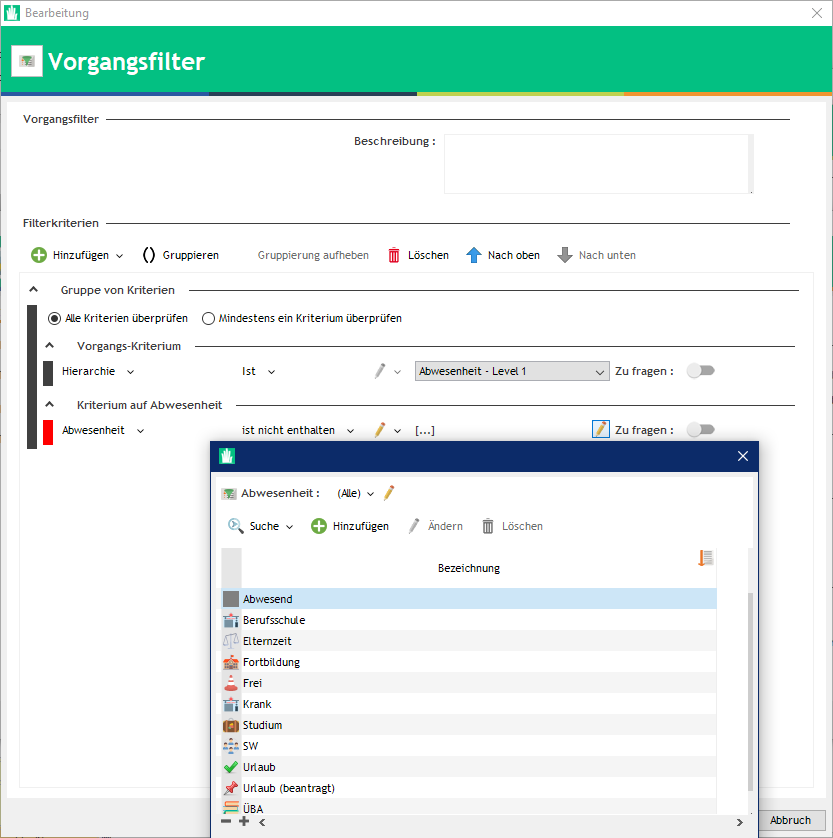 Bearbeitung
Vorgangsfilter
Vorgangsfilter
Beschreibung :
Filterkriterien
Hinzufügen () Gruppieren Gruppierung aufheben Löschen Nach oben Nach unten
Gruppe von Kriterien
Alle Kriterien überprüfen Mindestens ein Kriterium überprüfen
Vorgangs-Kriterium
Hierarchie Ist Abwesenheit - Level 1 Zu fragen :
Kriterium auf Abwesenheit
Abwesenheit ist nicht enthalten [...] Zu fragen :
Abwesenheit : (Alle)
Suche Hinzufügen Ändern Löschen
Bezeichnung
Abwesend
Berufsschule
Elternzeit
Fortbildung
Frei
Krank
Studium
SW
Urlaub
Urlaub (beantragt)
ÜBA
Abbruch